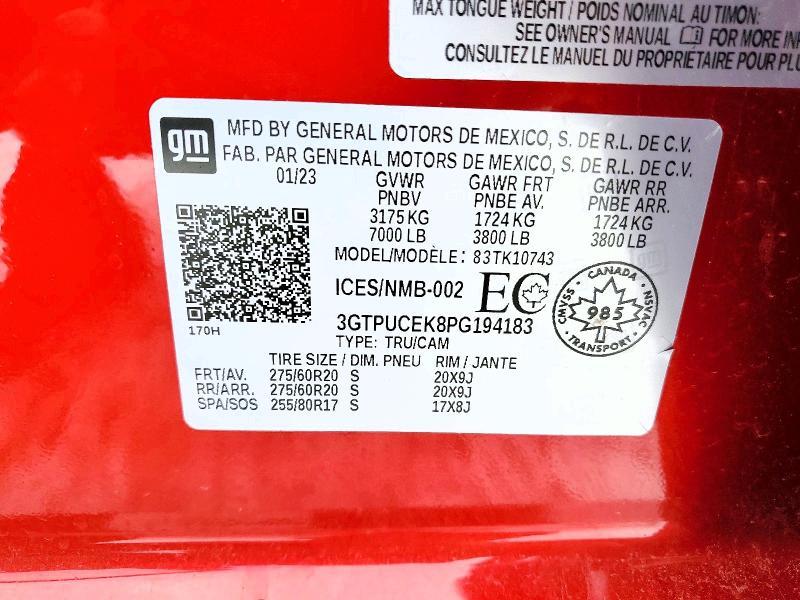 MAX TONGUE WEIGHT / POIDS NOMINAL AU TIMON:
SEE OWNER'S MANUAL FOR MORE INF
CONSULTEZ LE MANUEL DU PROPRIETAIRE POUR PLU
gm
MFD BY GENERAL MOTORS DE MEXICO, S. DE R.L. DE C.V.
FAB. PAR GENERAL MOTORS DE MEXICO, S. DE R.L. DE C.V.
01/23 GVWR GAWR FRT GAWR RR
PNBV PNBE AV. PNBE ARR.
3175 KG 1724 KG 1724 KG
7000 LB 3800 LB 3800 LB
MODEL/MODÈLE: 83TK10743
ICES/NMB-002 EC
CANADA
CMVSS 985 NSVAC
TRANSPORT
170H
3GTPUCEK8PG194183
TYPE: TRU/CAM
TIRE SIZE / DIM. PNEU RIM / JANTE
FRT/AV. 275/60R20 S 20X9J
RR/ARR. 275/60R20 S 20X9J
SPA/SOS 255/80R17 S 17X8J